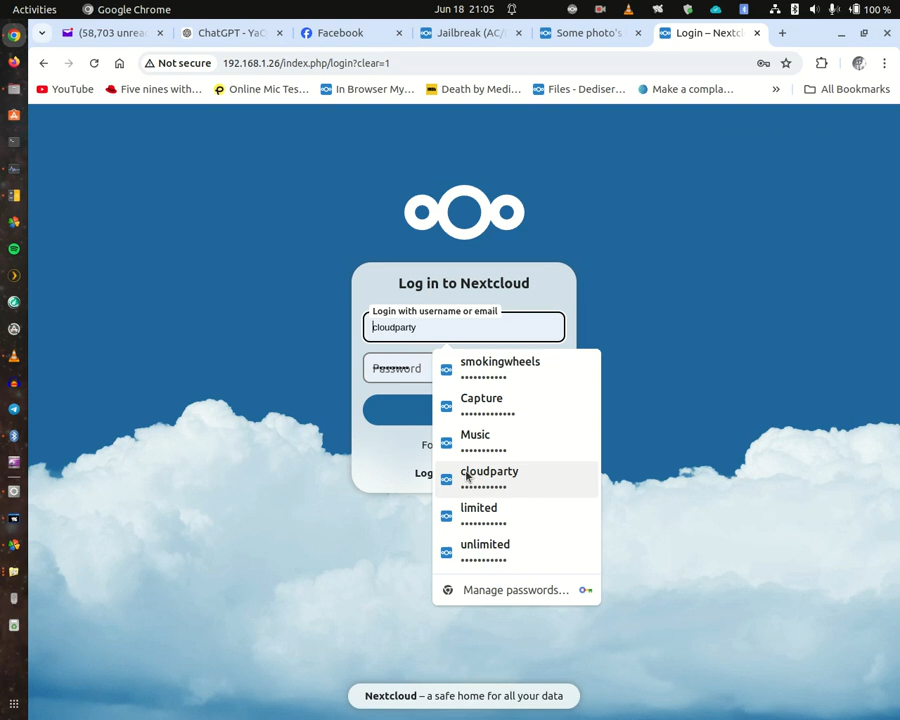 Activities
Google Chrome
Jun 18 21:05
100 %
(58,703 unrea
ChatGPT - YaC
Facebook
Jailbreak (AC/
Some photo's
Login – Nextcl
Not secure
192.168.1.26/index.php/login?clear=1
YouTube
Five nines with...
Online Mic Tes...
In Browser My...
Death by Medi...
Files - Dediser...
Make a compla...
»
All Bookmarks
Log in to Nextcloud
Login with username or email
cloudparty
Password
smokingwheels
•••••••••••
Capture
•••••••••••••
Music
•••••••••••
cloudparty
•••••••••••
limited
•••••••••••
unlimited
•••••••••••
Fo
Log
Manage passwords...
Nextcloud – a safe home for all your data